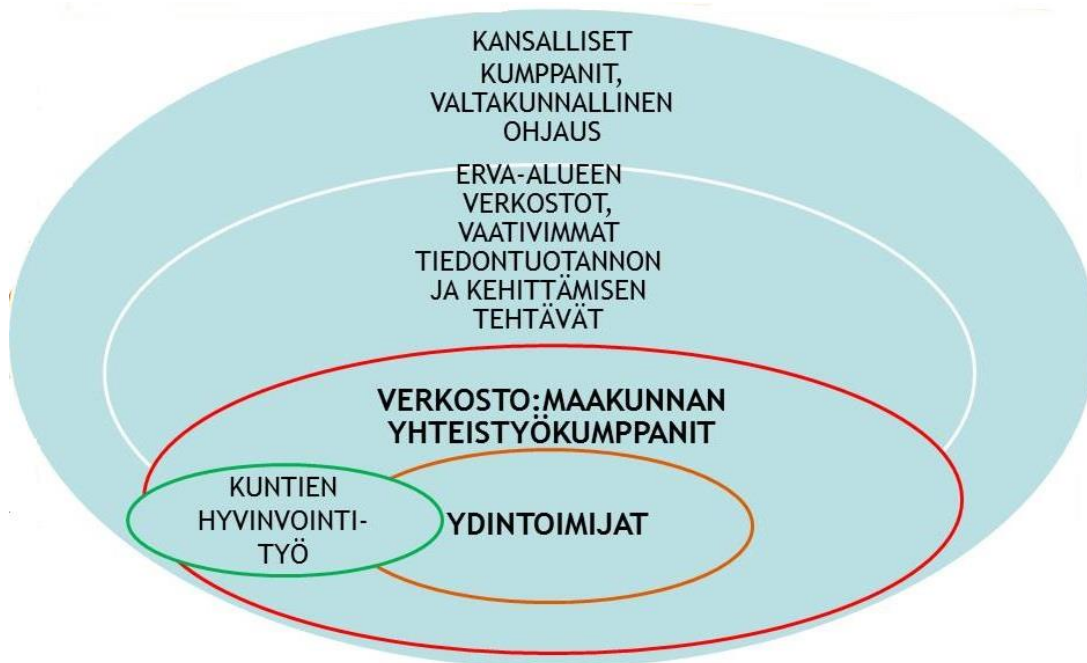 KANSALLISET
KUMPPANIT,
VALTAKUNNALLINEN
OHJAUS
ERVA-ALUEEN
VERKOSTOT,
VAATIVIMMAT
TIEDONTUOTANNON
JA KEHITTÄMISEN
TEHTÄVÄT
VERKOSTO:MAAKUNNAN
YHTEISTYÖKUMPPANIT
KUNTIEN
HYVINVOINTI-
TYÖ
YDINTOIMIJAT